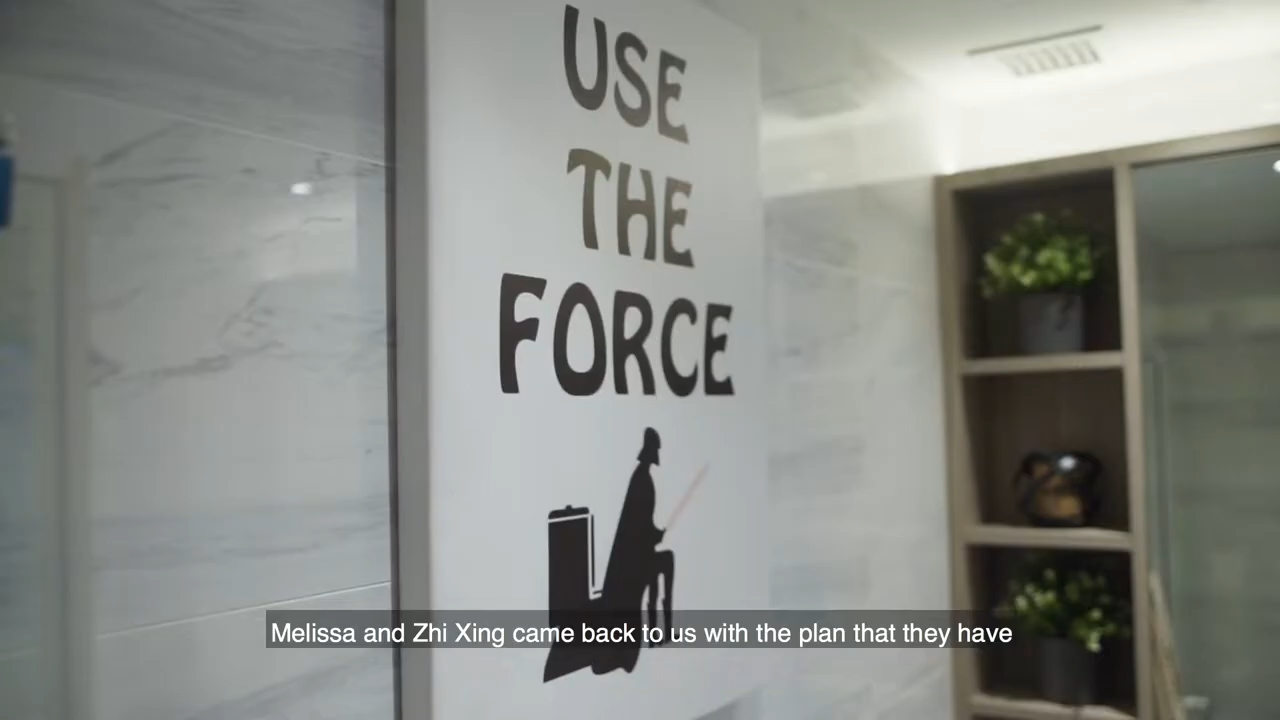 USE
THE
FORCE
Melissa and Zhi Xing came back to us with the plan that they have